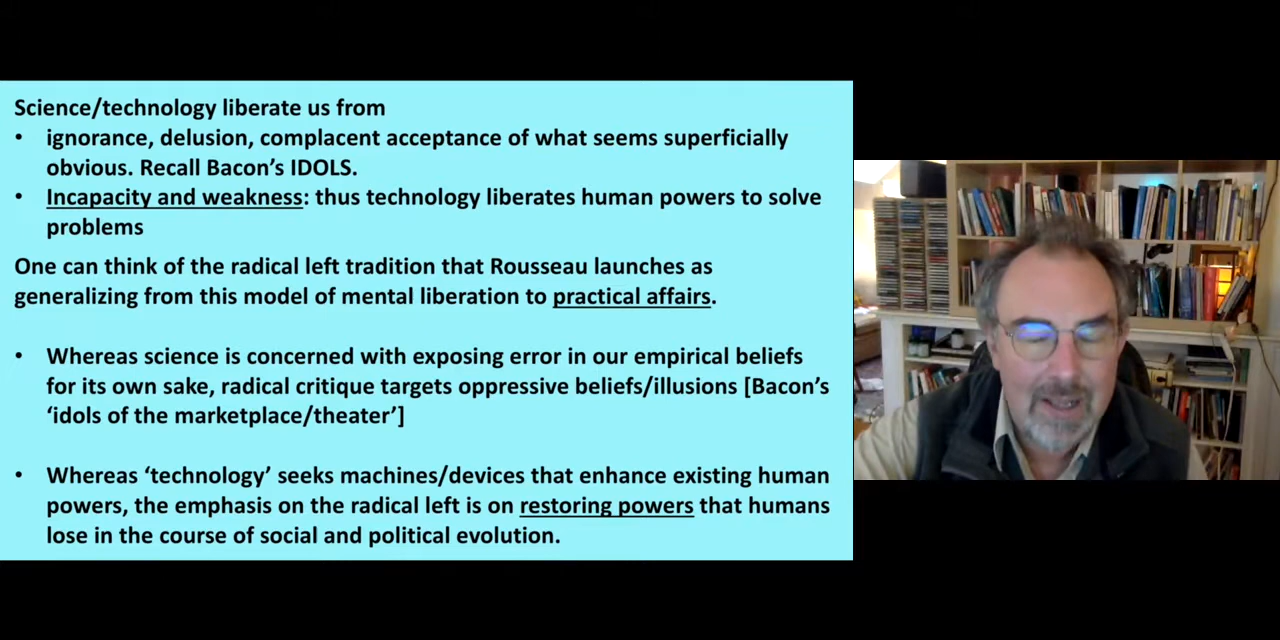 Science/technology liberate us from
• ignorance, delusion, complacent acceptance of what seems superficially
obvious. Recall Bacon's IDOLS.
• Incapacity and weakness: thus technology liberates human powers to solve
problems
One can think of the radical left tradition that Rousseau launches as
generalizing from this model of mental liberation to practical affairs.
• Whereas science is concerned with exposing error in our empirical beliefs
for its own sake, radical critique targets oppressive beliefs/illusions [Bacon's
'idols of the marketplace/theater']
• Whereas 'technology' seeks machines/devices that enhance existing human
powers, the emphasis on the radical left is on restoring powers that humans
lose in the course of social and political evolution.